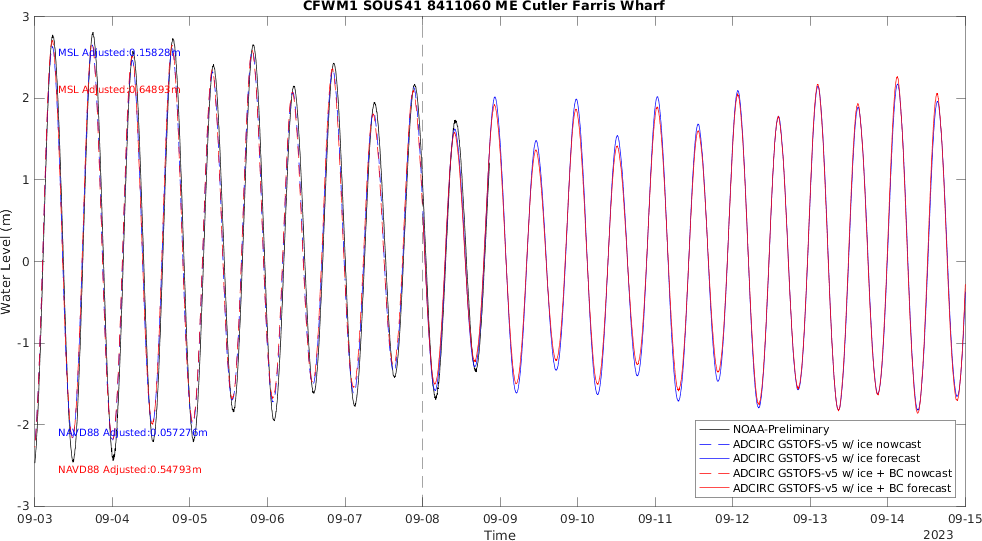 CFWM1 SOUS41 8411060 ME Cutler Farris Wharf
3
2
1
0
-1
-2
-3
Water Level (m)
MSL Adjusted:0.15828m
MSL Adjusted:0.64893m
NAVD88 Adjusted:0.057276m
NAVD88 Adjusted:0.54793m
NOAA-Preliminary
ADCIRC GSTOFS-v5 w/ ice nowcast
ADCIRC GSTOFS-v5 w/ ice forecast
ADCIRC GSTOFS-v5 w/ ice + BC nowcast
ADCIRC GSTOFS-v5 w/ ice + BC forecast
09-03 09-04 09-05 09-06 09-07 09-08 09-09 09-10 09-11 09-12 09-13 09-14 09-15
Time
2023